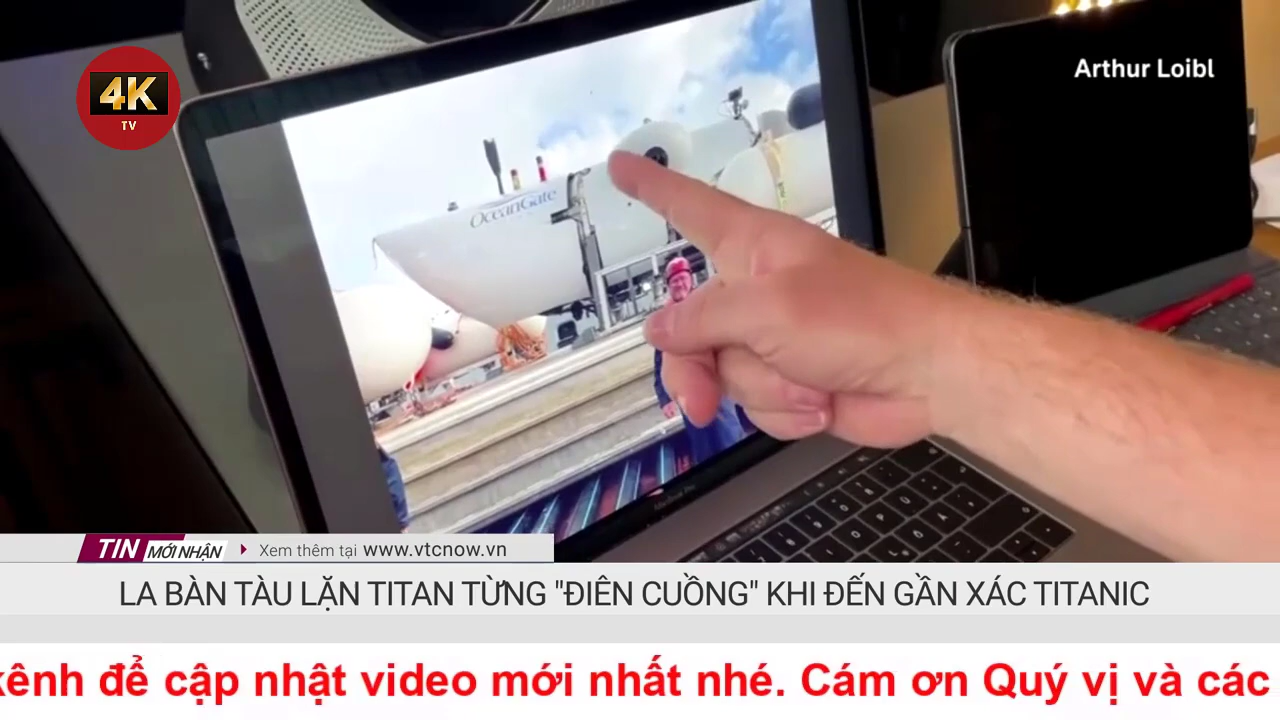 4K
TV
Arthur Loibl
OceanGate
MacBook Pro
TIN MỚI NHẬN
Xem thêm tại www.vtcnow.vn
LA BÀN TÀU LẶN TITAN TỪNG "ĐIÊN CUỒNG" KHI ĐẾN GẦN XÁC TITANIC
kênh để cập nhật video mới nhất nhé. Cám ơn Quý vị và các